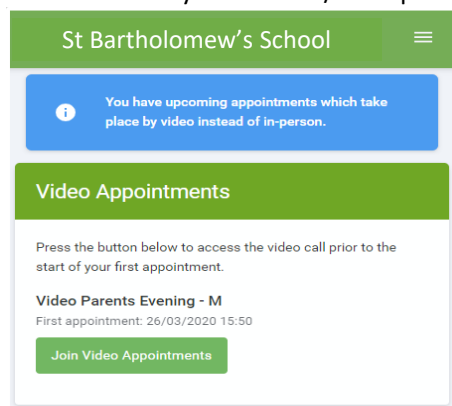 St Bartholomew's School
You have upcoming appointments which take
place by video instead of in-person.
Video Appointments
Press the button below to access the video call prior to the
start of your first appointment.
Video Parents Evening - M
First appointment: 26/03/2020 15:50
Join Video Appointments